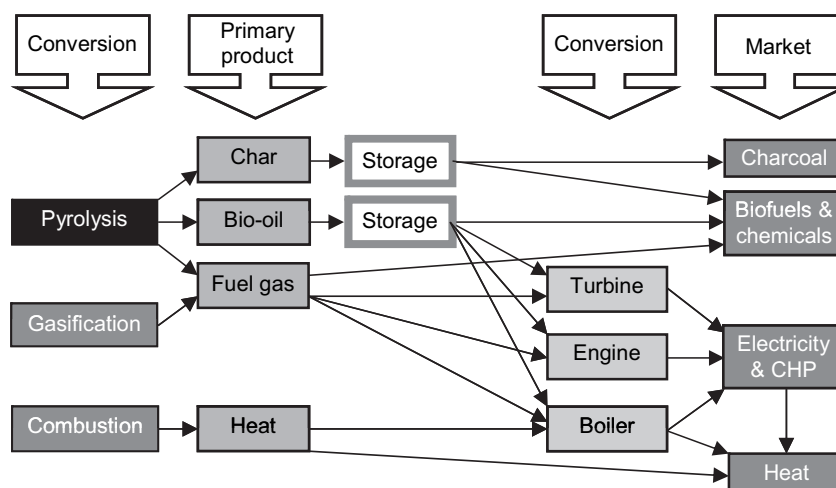 Conversion
Primary
product
Conversion
Market
Char
Storage
Charcoal
Pyrolysis
Bio-oil
Storage
Biofuels &
chemicals
Fuel gas
Turbine
Gasification
Engine
Electricity
& CHP
Combustion
Heat
Boiler
Heat